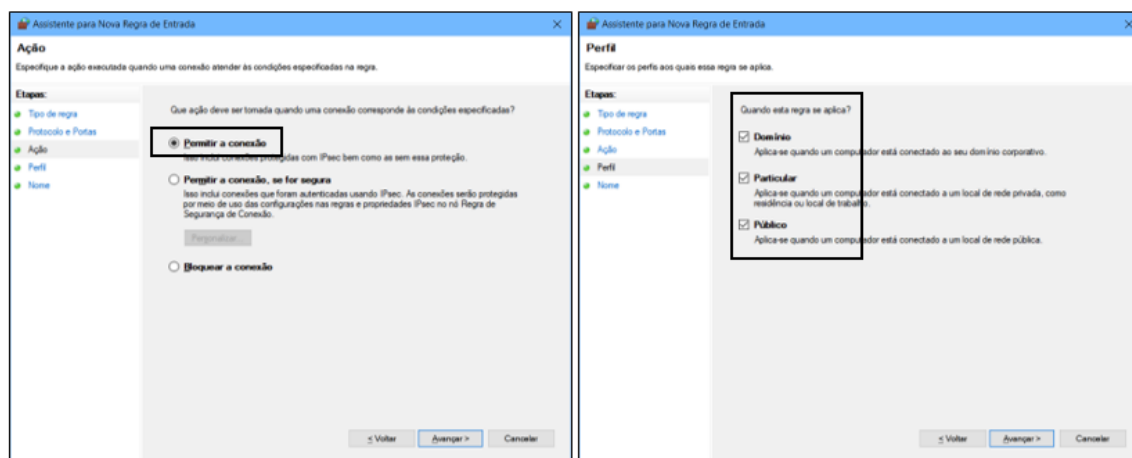 Assistente para Nova Regra de Entrada
Ação
Especifique a ação executada quando uma conexão atender às condições especificadas na regra.
Etapas:
Tipo de regra
Protocolo e Portas
Ação
Perfil
Nome
Que ação deve ser tomada quando uma conexão corresponde às condições especificadas?
Permitir a conexão
Isso inclui conexões protegidas com IPsec bem como as sem essa proteção.
Permitir a conexão, se for segura
Isso inclui conexões que foram autenticadas usando IPsec. As conexões serão protegidas
por meio de uso das configurações nas regras e propriedades IPsec no nó Regra de
Segurança de Conexão.
Personalizar...
Bloquear a conexão
< Voltar
Avançar >
Cancelar
Assistente para Nova Regra de Entrada
Perfil
Especificar os perfis aos quais essa regra se aplica.
Etapas:
Tipo de regra
Protocolo e Portas
Ação
Perfil
Nome
Quando esta regra se aplica?
Domínio
Aplica-se quando um computador está conectado ao seu domínio corporativo.
Particular
Aplica-se quando um computador está conectado a um local de rede privada, como
residência ou local de trabalho.
Público
Aplica-se quando um computador está conectado a um local de rede pública.
< Voltar
Avançar >
Cancelar